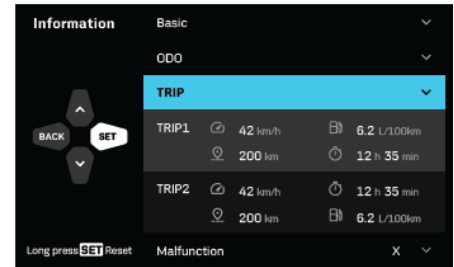 Information
Basic
ODO
TRIP
BACK
SET
TRIP1 42 km/h 6.2 L/100km
200 km 12 h 35 min
TRIP2 42 km/h 12 h 35 min
200 km 6.2 L/100km
Long press SET Reset
Malfunction X